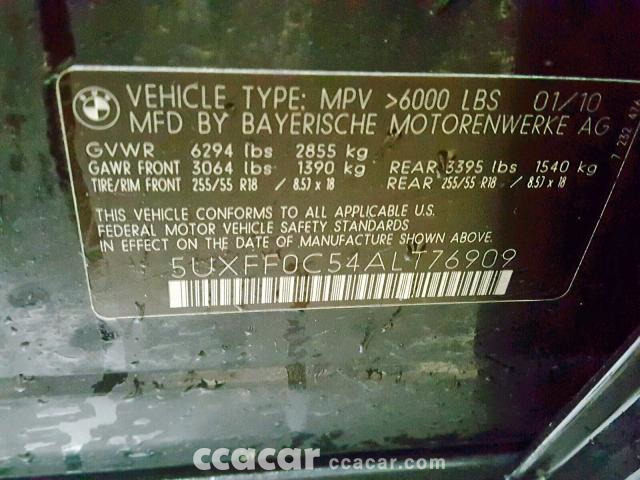 VEHICLE TYPE: MPV >6000 LBS 01/10
MFD BY BAYERISCHE MOTORENWERKE AG
GVWR 6294 lbs 2855 kg
GAWR FRONT 3064 lbs 1390 kg REAR 3395 lbs 1540 kg
TIRE/RIM FRONT 255/55 R18 / 8.5J x 18 REAR 255/55 R18 / 8.5J x 18
THIS VEHICLE CONFORMS TO ALL APPLICABLE U.S.
FEDERAL MOTOR VEHICLE SAFETY STANDARDS
IN EFFECT ON THE DATE OF MANUFACTURE SHOWN ABOVE.
5UXFF0C54ALT76909
7 232
ccacar ccacar.com